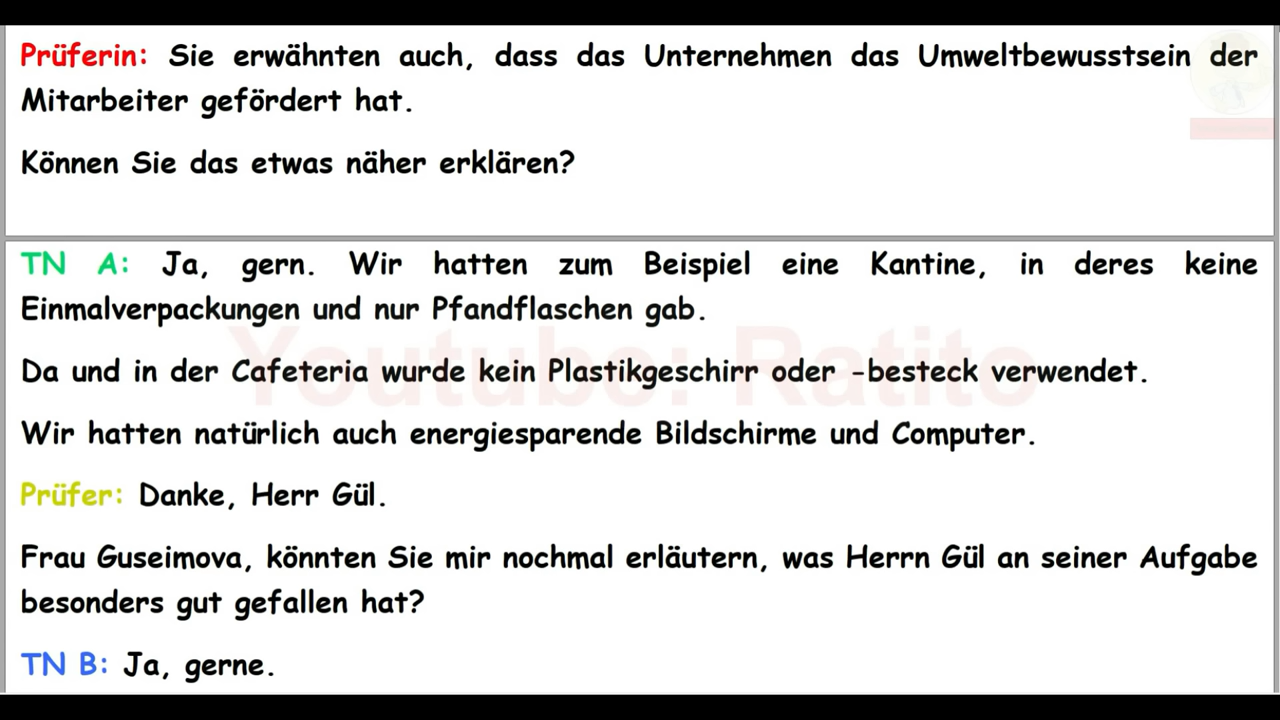 Prüferin: Sie erwähnten auch, dass das Unternehmen das Umweltbewusstsein der
Mitarbeiter gefördert hat.
Können Sie das etwas näher erklären?
TN A: Ja, gern. Wir hatten zum Beispiel eine Kantine, in deres keine
Einmalverpackungen und nur Pfandflaschen gab.
Youtube: Ratito
Da und in der Cafeteria wurde kein Plastikgeschirr oder -besteck verwendet.
Wir hatten natürlich auch energiesparende Bildschirme und Computer.
Prüfer: Danke, Herr Gül.
Frau Guseimova, könnten Sie mir nochmal erläutern, was Herrn Gül an seiner Aufgabe
besonders gut gefallen hat?
TN B: Ja, gerne.